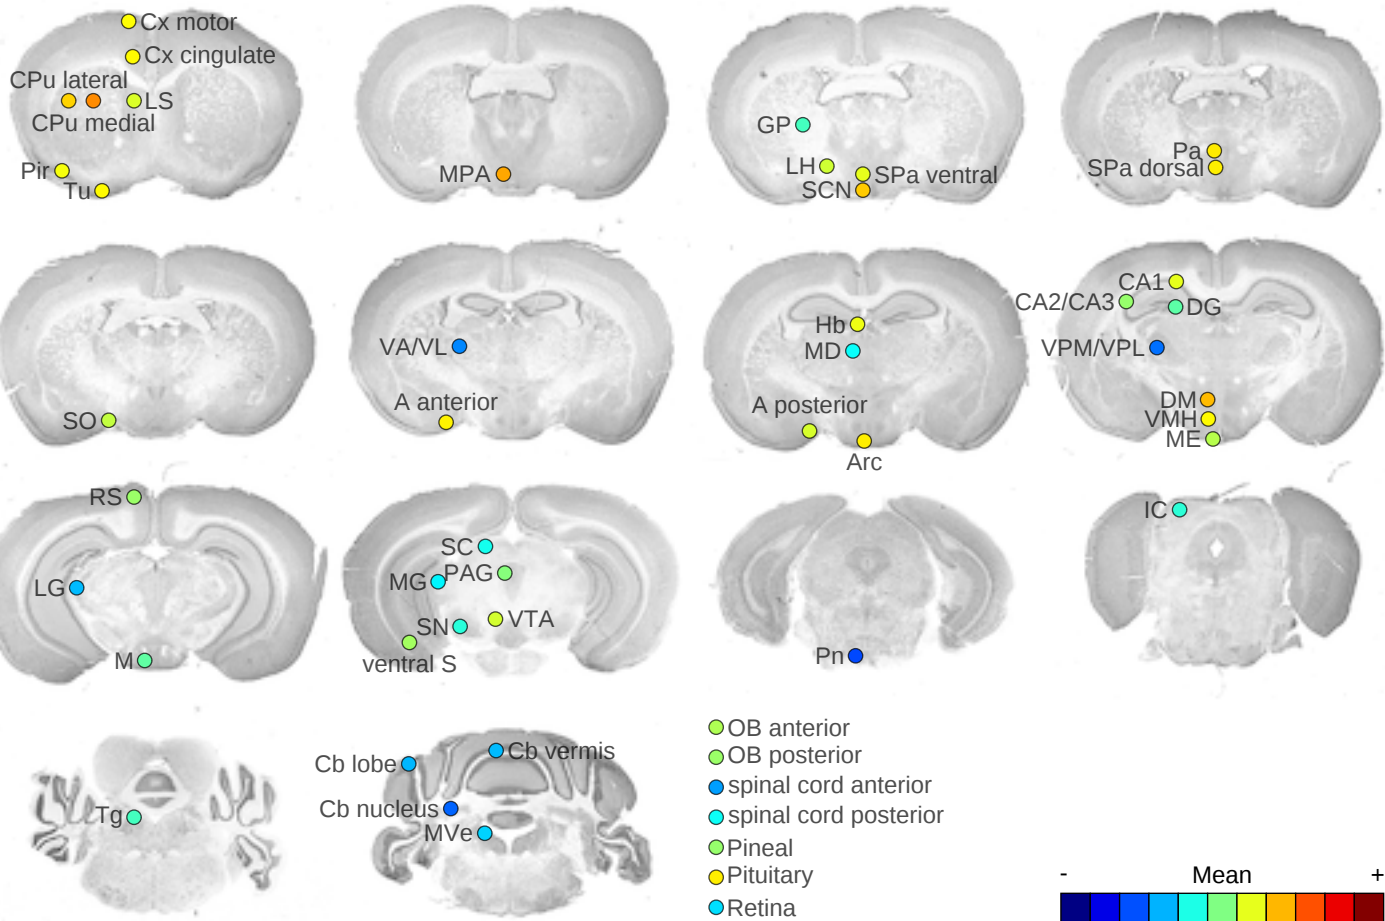 Cx motor
Cx cingulate
CPu lateral
LS
CPu medial
Pir
Tu
MPA
GP
LH
SPa ventral
SCN
Pa
SPa dorsal
SO
VA/VL
A anterior
Hb
MD
A posterior
Arc
CA1
CA2/CA3
DG
VPM/VPL
DM
VMH
ME
RS
LG
M
SC
MG
PAG
SN
VTA
ventral S
Pn
IC
Tg
Cb lobe
Cb vermis
Cb nucleus
MVe
OB anterior
OB posterior
spinal cord anterior
spinal cord posterior
Pineal
Pituitary
Retina
- Mean +